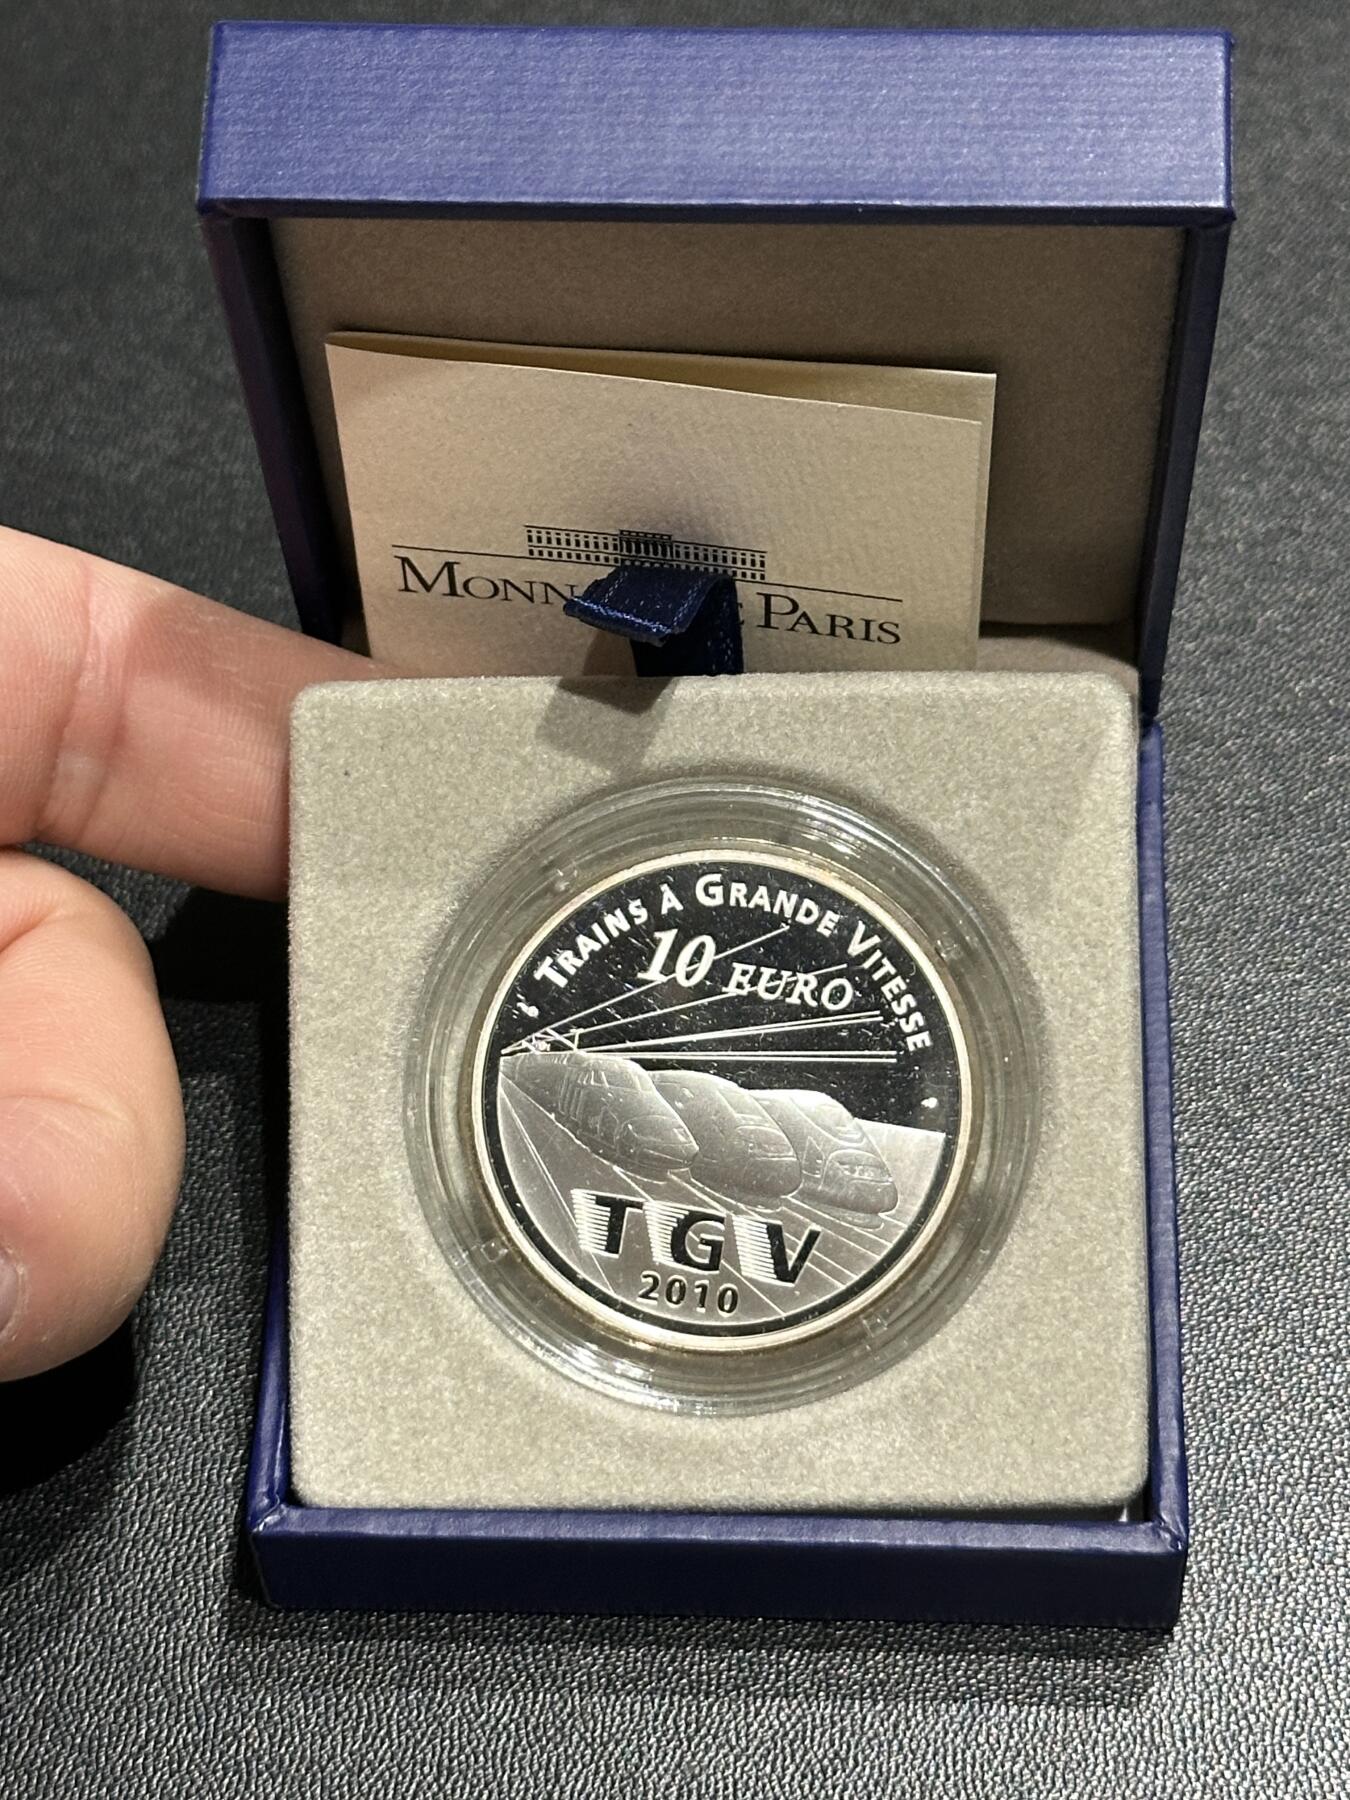 MONN E PARIS
TRAINS À GRANDE VITESSE
10 EURO
TGV
2010